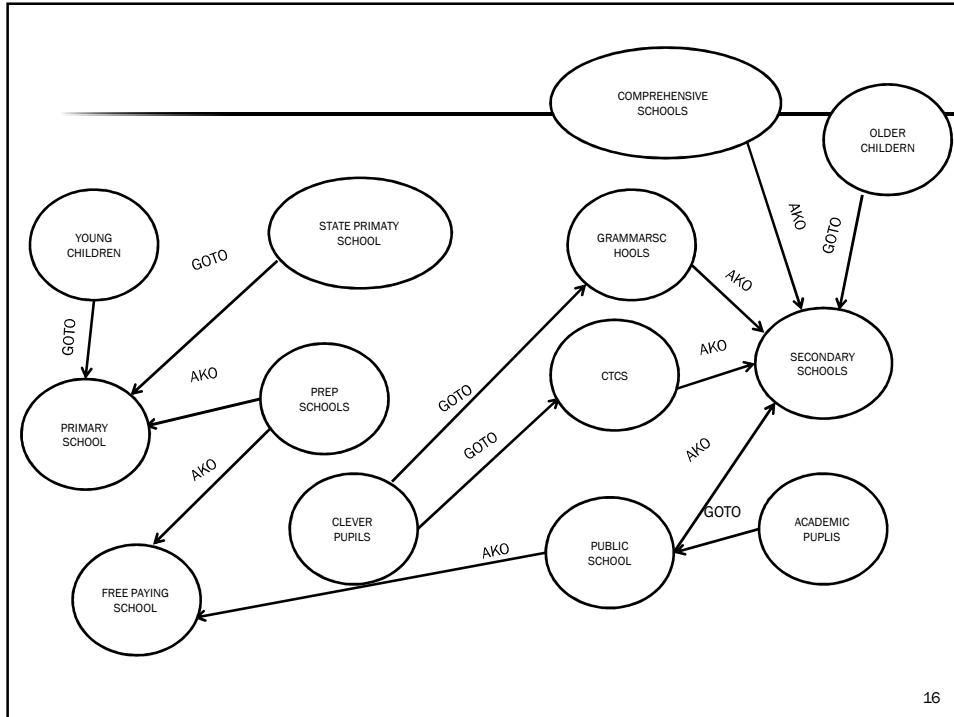 COMPREHENSIVE
SCHOOLS
OLDER
CHILDERN
YOUNG
CHILDREN
STATE PRIMATY
SCHOOL
GRAMMARSC
HOOLS
GOTO
AKO
GOTO
AKO
GOTO
AKO
SECONDARY
SCHOOLS
AKO
PREP
SCHOOLS
CTCS
PRIMARY
SCHOOL
GOTO
GOTO
AKO
AKO
CLEVER
PUPILS
GOTO
ACADEMIC
PUPLIS
PUBLIC
SCHOOL
AKO
FREE PAYING
SCHOOL
16